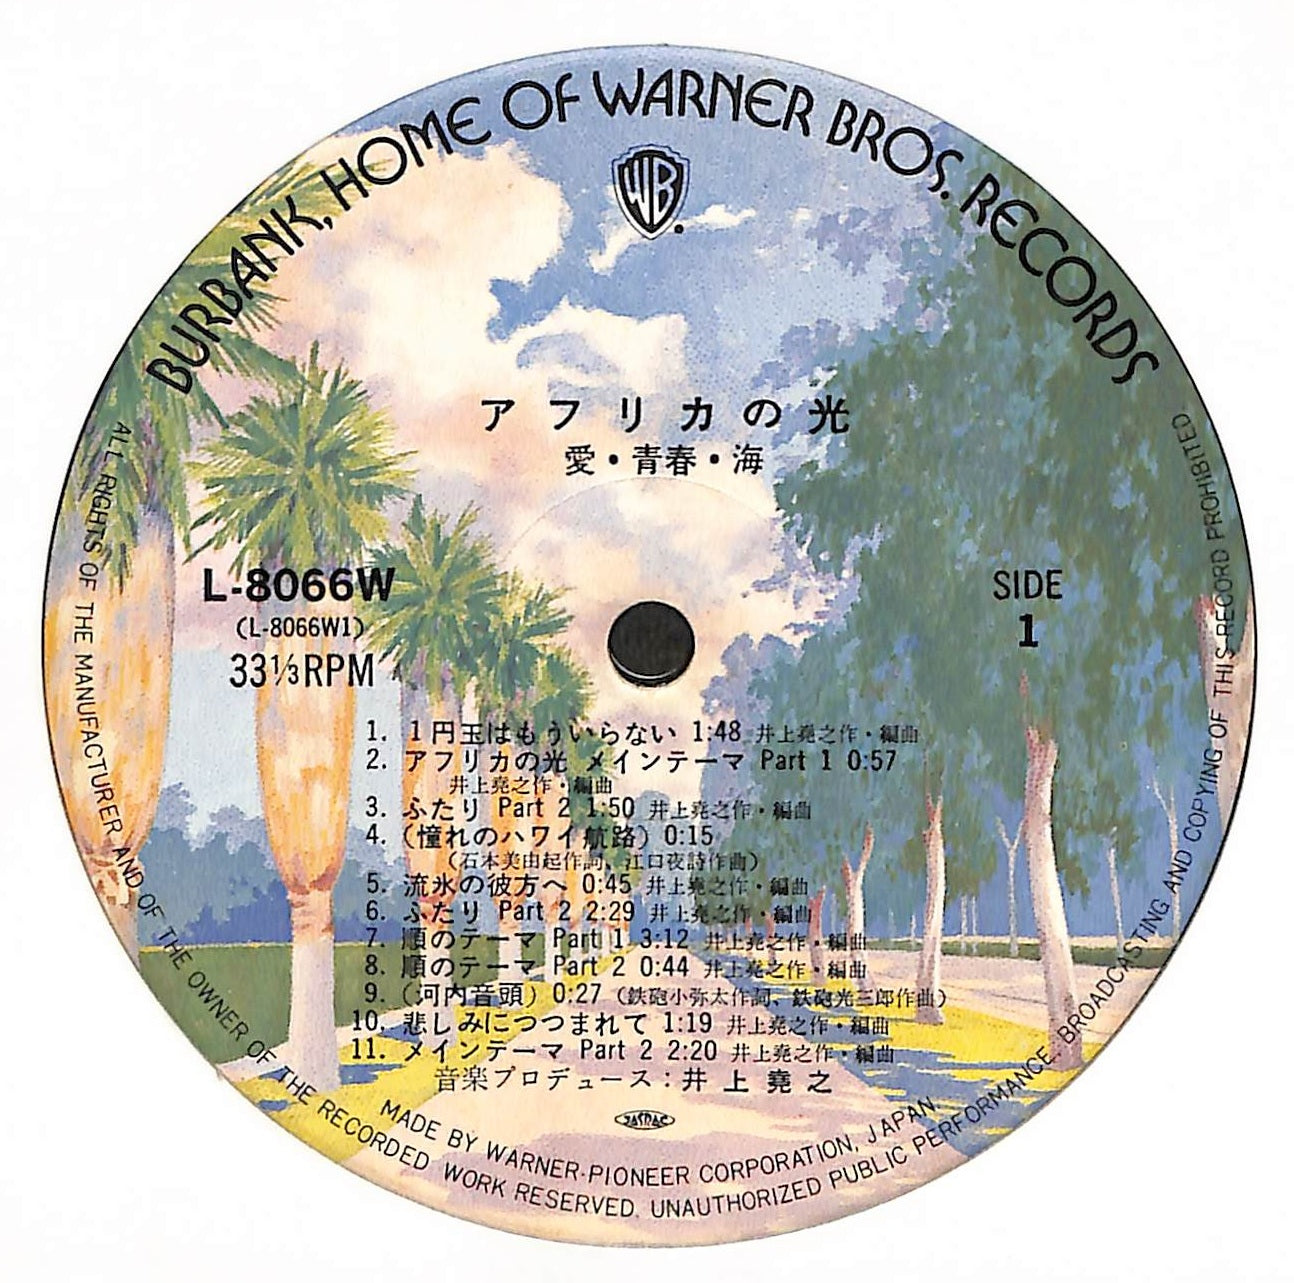 BURBANK, HOME OF WARNER BROS. RECORDS
WB
アフリカの光
愛・青春・海
L-8066W
(L-8066W1)
33⅓RPM
SIDE
1
1. 1円玉はもういらない 1:48 井上堯之作・編曲
2. アフリカの光 メインテーマ Part 1 0:57
井上堯之作・編曲
3. ふたり Part 2 1:50 井上堯之作・編曲
4. (憧れのハワイ航路) 0:15
(石本美由起作詞、江口夜詩作曲)
5. 流氷の彼方へ 0:45 井上堯之作・編曲
6. ふたり Part 2 2:29 井上堯之作・編曲
7. 順のテーマ Part 1 3:12 井上堯之作・編曲
8. 順のテーマ Part 2 0:44 井上堯之作・編曲
9. (河内音頭) 0:27 (鉄砲小弥太作詞、鉄砲光三郎作曲)
10. 悲しみにつつまれて 1:19 井上堯之作・編曲
11. メインテーマ Part 2 2:20 井上堯之作・編曲
音楽プロデュース：井上堯之
JASRAC
MADE BY WARNER-PIONEER CORPORATION, JAPAN.
ALL RIGHTS OF THE MANUFACTURER AND OF THE OWNER OF THE RECORDED WORK RESERVED. UNAUTHORIZED PUBLIC PERFORMANCE, BROADCASTING AND COPYING OF THIS RECORD PROHIBITED